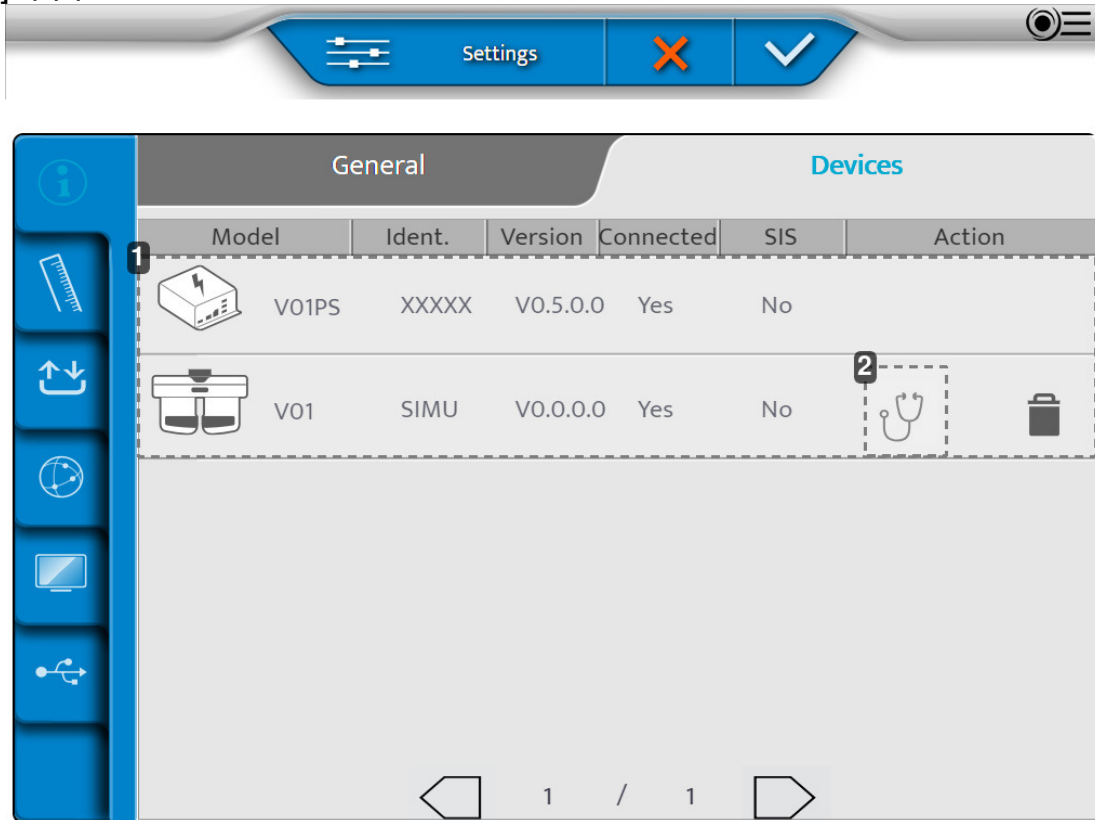 Settings
General Devices
Model Ident. Version Connected SIS Action
1
V01PS XXXXX V0.5.0.0 Yes No
2
V01 SIMU V0.0.0.0 Yes No
1 / 1